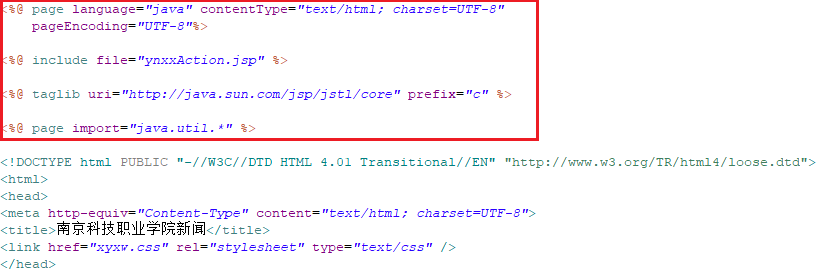 <%@ page language="java" contentType="text/html; charset=UTF-8"
pageEncoding="UTF-8"%>
<%@ include file="ynxxAction.jsp" %>
<%@ taglib uri="http://java.sun.com/jsp/jstl/core" prefix="c" %>
<%@ page import="java.util.*" %>
<!DOCTYPE html PUBLIC "-//W3C//DTD HTML 4.01 Transitional//EN" "http://www.w3.org/TR/html4/loose.dtd">
<html>
<head>
<meta http-equiv="Content-Type" content="text/html; charset=UTF-8">
<title>南京科技职业学院新闻</title>
<link href="xyxw.css" rel="stylesheet" type="text/css" />
</head>